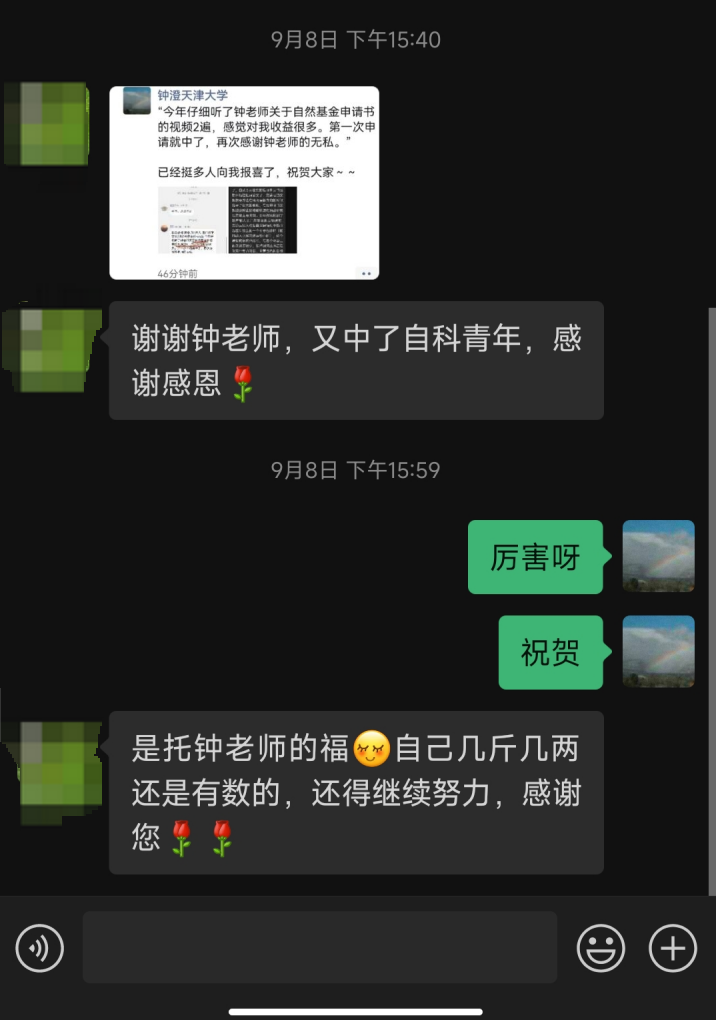 9月8日 下午15:40
钟澄天津大学
“今年仔细听了钟老师关于自然基金申请书
的视频2遍，感觉对我收益很多。第一次申
请就中了，再次感谢钟老师的无私。”
已经挺多人向我报喜了，祝贺大家~ ~
46分钟前
谢谢钟老师，又中了自科青年，感
谢感恩🌹
9月8日 下午15:59
厉害呀
祝贺
是托钟老师的福😊自己几斤几两
还是有数的，还得继续努力，感谢
您🌹🌹